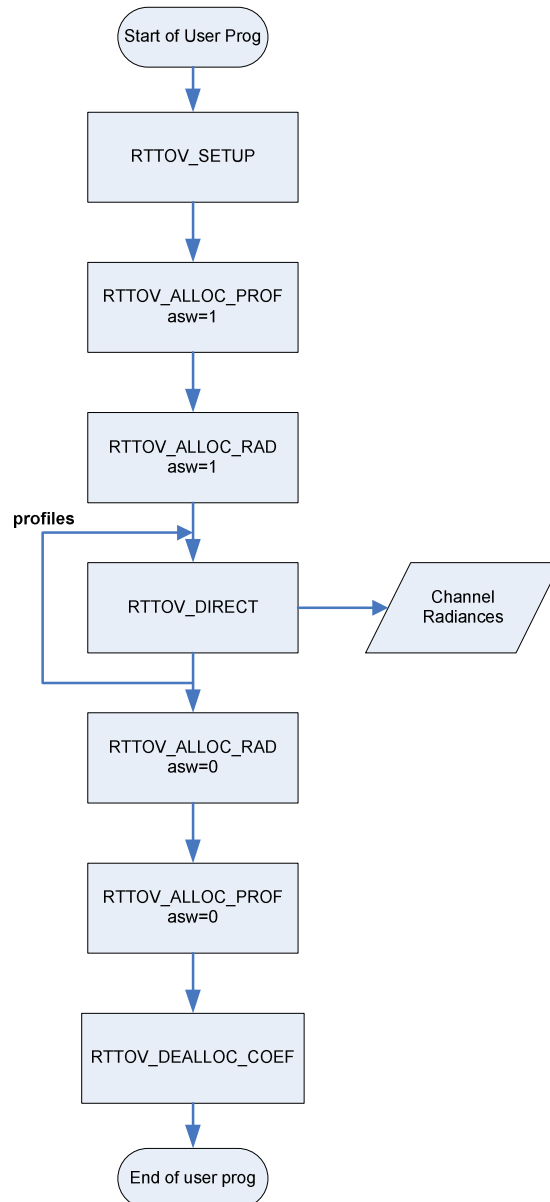 Start of User Prog
RTTOV_SETUP
RTTOV_ALLOC_PROF
asw=1
RTTOV_ALLOC_RAD
asw=1
profiles
RTTOV_DIRECT
Channel
Radiances
RTTOV_ALLOC_RAD
asw=0
RTTOV_ALLOC_PROF
asw=0
RTTOV_DEALLOC_COEF
End of user prog